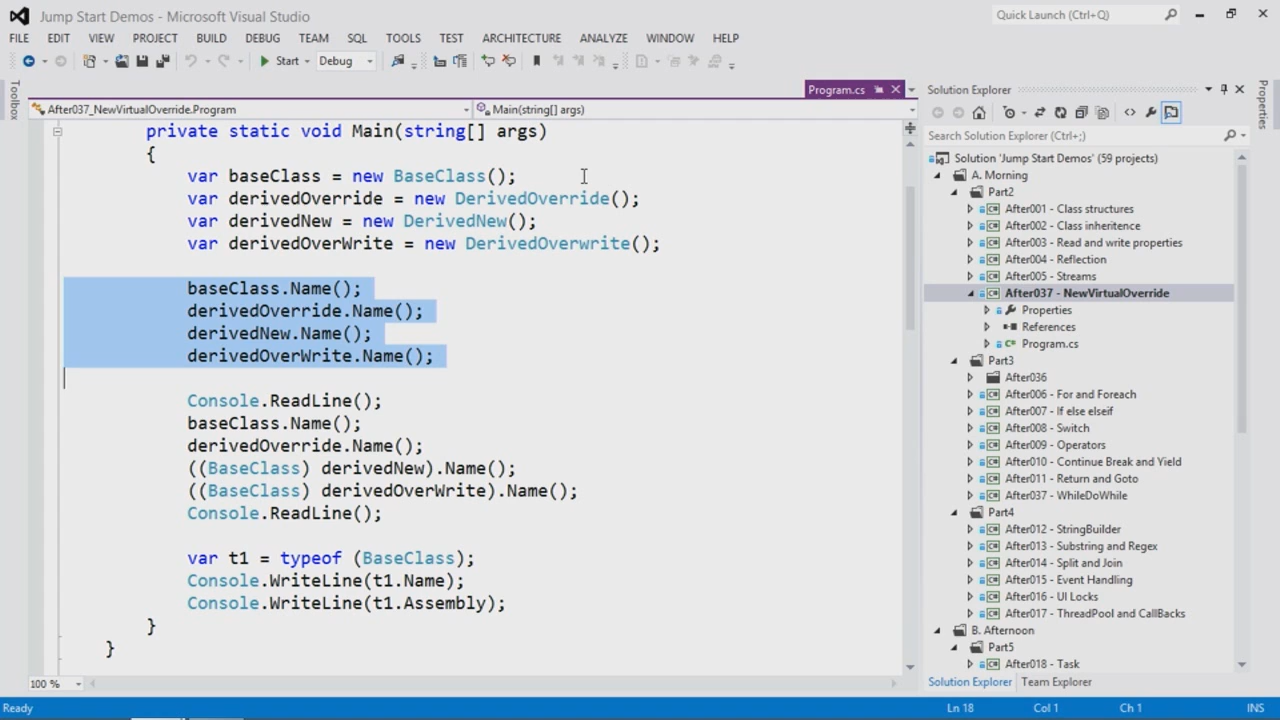 Jump Start Demos - Microsoft Visual Studio
Quick Launch (Ctrl+Q)
FILE EDIT VIEW PROJECT BUILD DEBUG TEAM SQL TOOLS TEST ARCHITECTURE ANALYZE WINDOW HELP
Start Debug
Toolbox
Program.cs
After037_NewVirtualOverride.Program
Main(string[] args)
private static void Main(string[] args)
{
var baseClass = new BaseClass();
var derivedOverride = new DerivedOverride();
var derivedNew = new DerivedNew();
var derivedOverWrite = new DerivedOverwrite();
baseClass.Name();
derivedOverride.Name();
derivedNew.Name();
derivedOverWrite.Name();
Console.ReadLine();
baseClass.Name();
derivedOverride.Name();
((BaseClass) derivedNew).Name();
((BaseClass) derivedOverWrite).Name();
Console.ReadLine();
var t1 = typeof (BaseClass);
Console.WriteLine(t1.Name);
Console.WriteLine(t1.Assembly);
}
}
100 %
Solution Explorer
Search Solution Explorer (Ctrl+;)
Solution 'Jump Start Demos' (59 projects)
A. Morning
Part2
C# After001 - Class structures
C# After002 - Class inheritence
C# After003 - Read and write properties
C# After004 - Reflection
C# After005 - Streams
C# After037 - NewVirtualOverride
Properties
References
C# Program.cs
Part3
After036
C# After006 - For and Foreach
C# After007 - If else elseif
C# After008 - Switch
C# After009 - Operators
C# After010 - Continue Break and Yield
C# After011 - Return and Goto
C# After037 - WhileDoWhile
Part4
C# After012 - StringBuilder
C# After013 - Substring and Regex
C# After014 - Split and Join
C# After015 - Event Handling
C# After016 - UI Locks
C# After017 - ThreadPool and CallBacks
B. Afternoon
Part5
C# After018 - Task
Solution Explorer Team Explorer
Properties
Ready
Ln 18 Col 1 Ch 1 INS